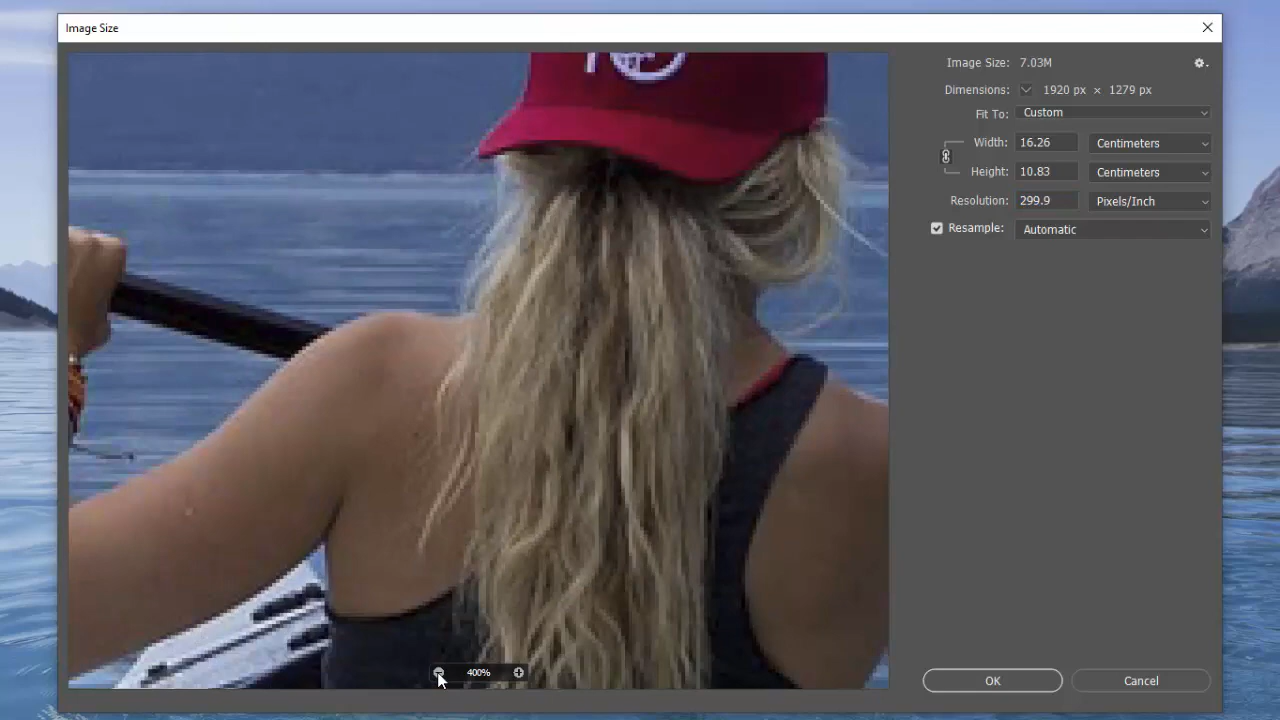 Image Size
Image Size: 7.03M
Dimensions: 1920 px × 1279 px
Fit To: Custom
Width: 16.26 Centimeters
Height: 10.83 Centimeters
Resolution: 299.9 Pixels/Inch
Resample: Automatic
400%
OK Cancel